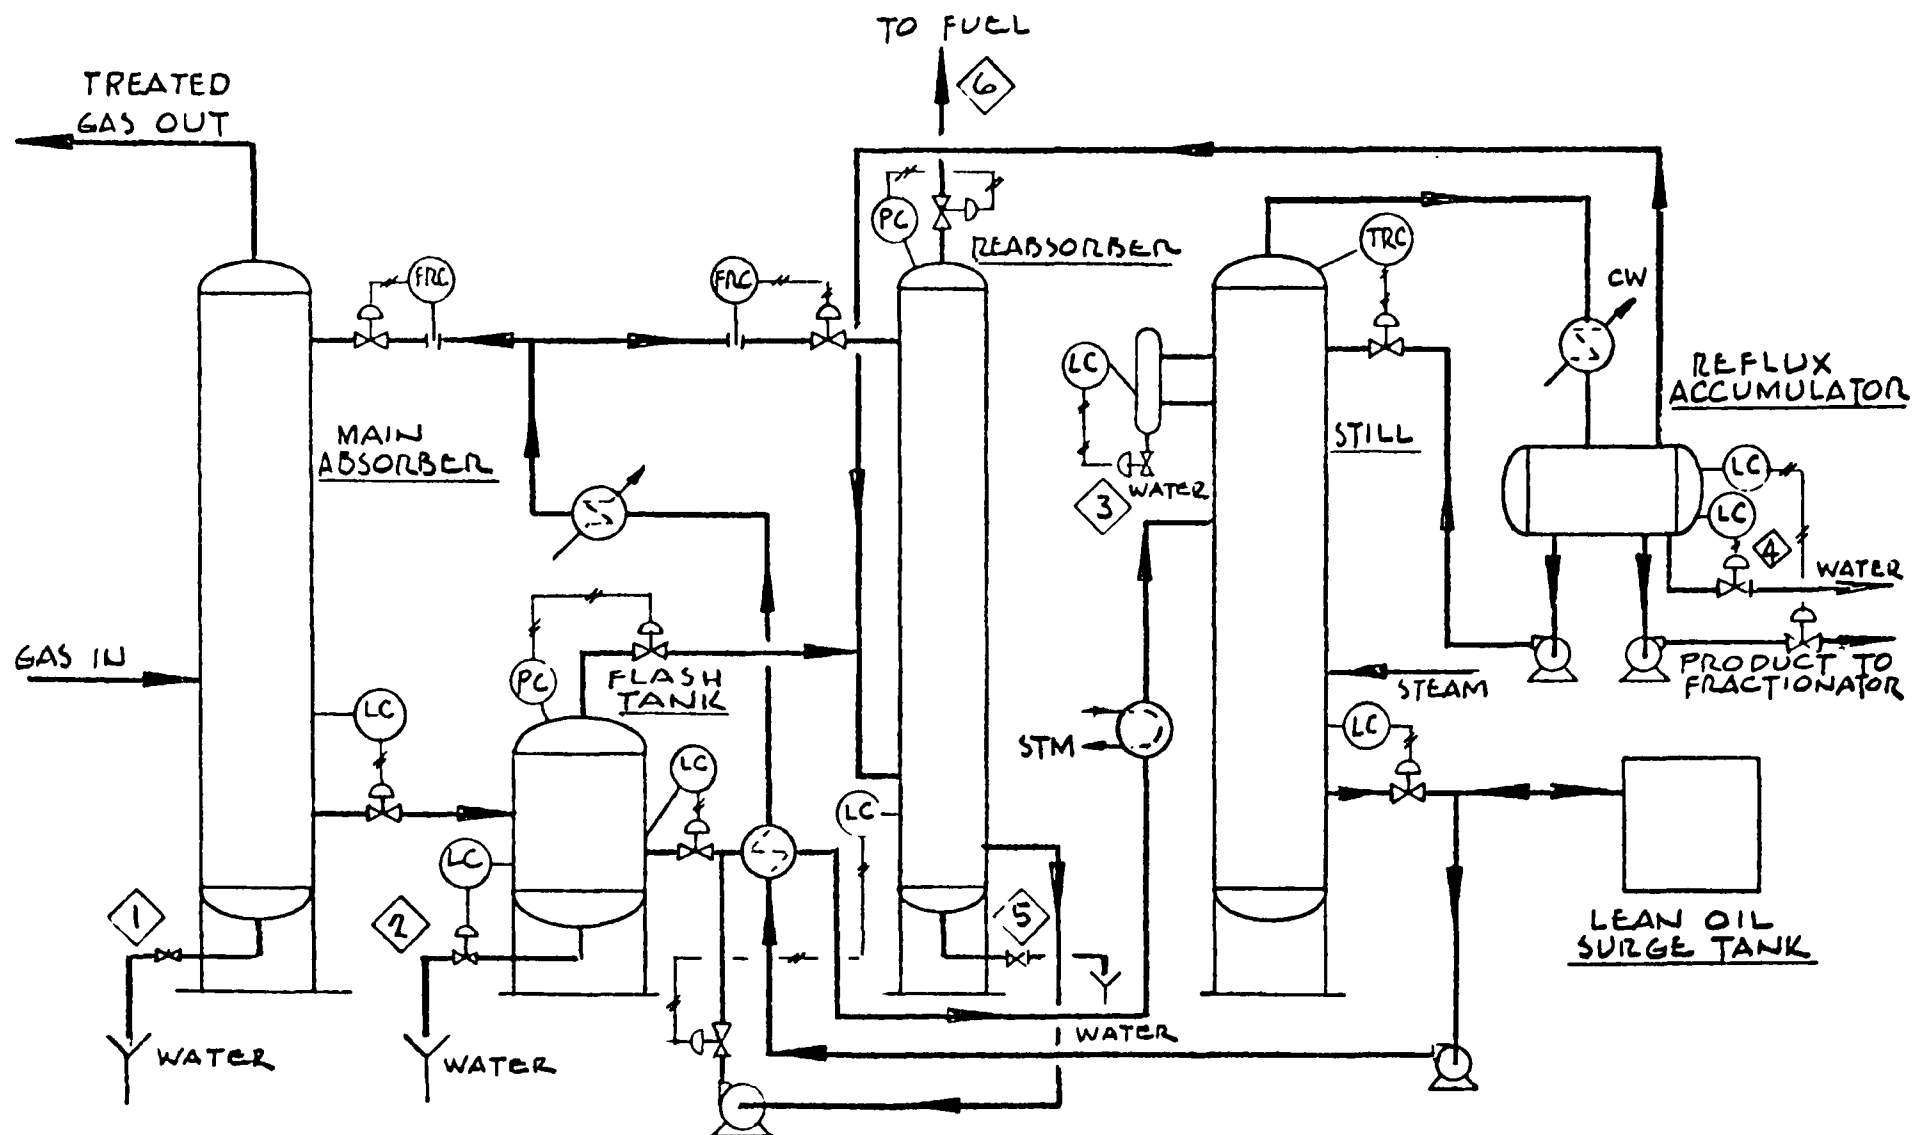 TO FUEL
6
TREATED
GAS OUT
PC
REABSORBER
TRC
FRC
FRC
CW
LC
REFLUX
ACCUMULATOR
MAIN
ABSORBER
STILL
LC
3
WATER
LC
4
WATER
GAS IN
PC
FLASH
TANK
STEAM
PRODUCT TO
FRACTIONATOR
LC
STM
LC
LC
LC
LC
1
2
5
LEAN OIL
SURGE TANK
WATER
WATER
WATER